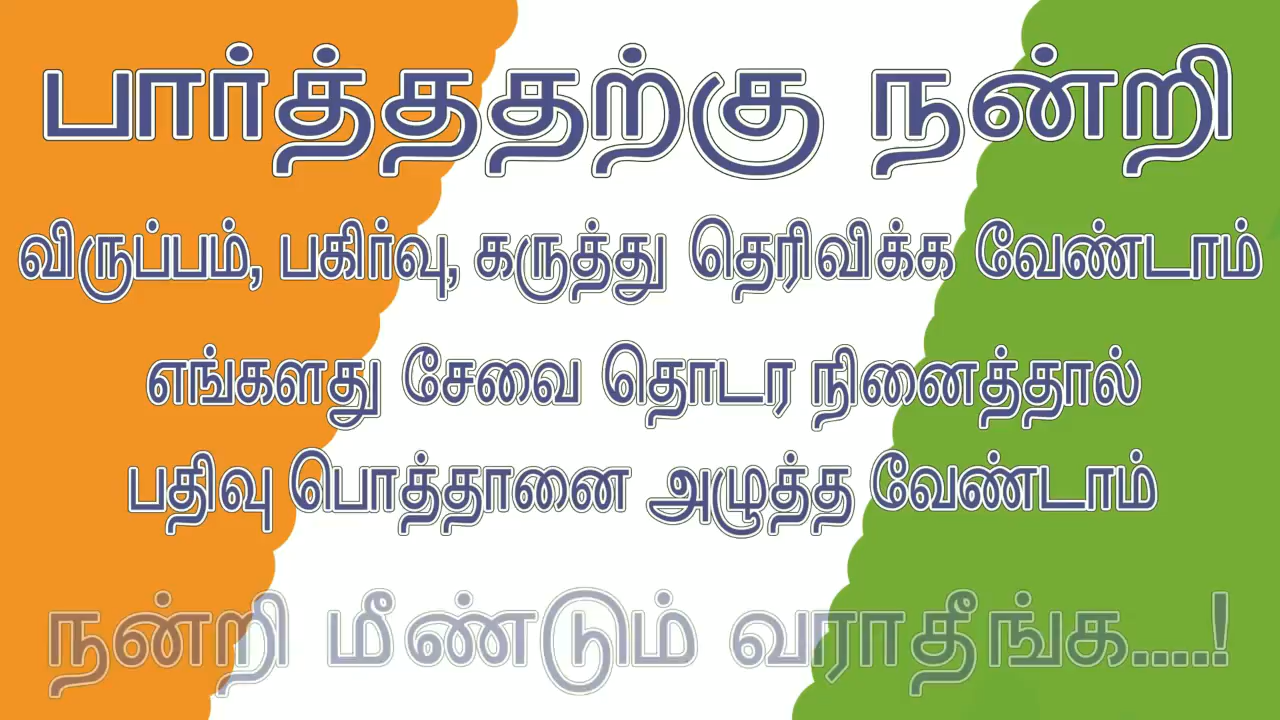 பார்த்ததற்கு நன்றி
விருப்பம், பகிர்வு, கருத்து தெரிவிக்க வேண்டாம்
எங்களது சேவை தொடர நினைத்தால்
பதிவு பொத்தானை அழுத்த வேண்டாம்
நன்றி மீண்டும் வராதீங்க....!